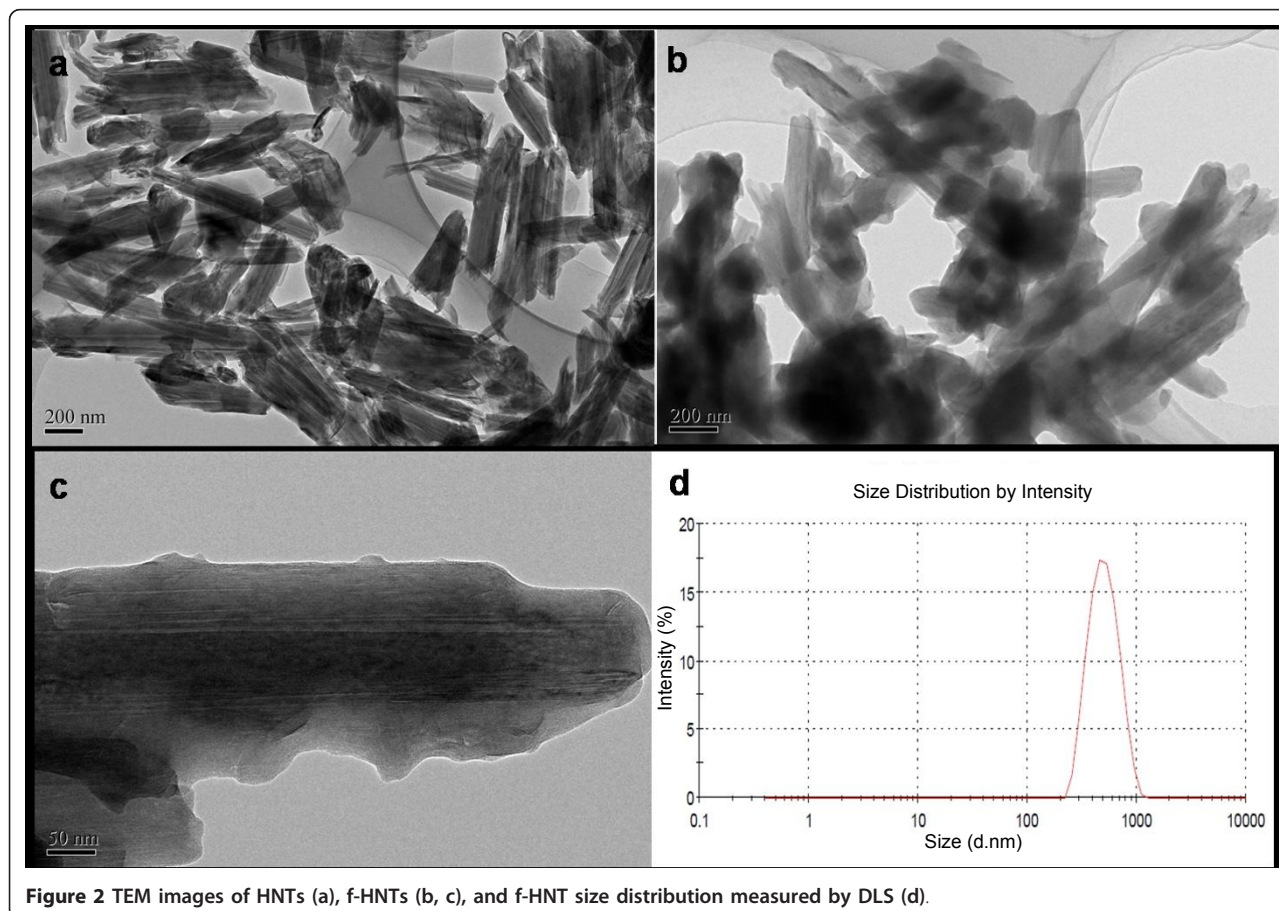 a
200 nm
b
200 nm
c
50 nm
d
Size Distribution by Intensity
Intensity (%)
20
15
10
5
0
0.1 1 10 100 1000 10000
Size (d.nm)
Figure 2 TEM images of HNTs (a), f-HNTs (b, c), and f-HNT size distribution measured by DLS (d).